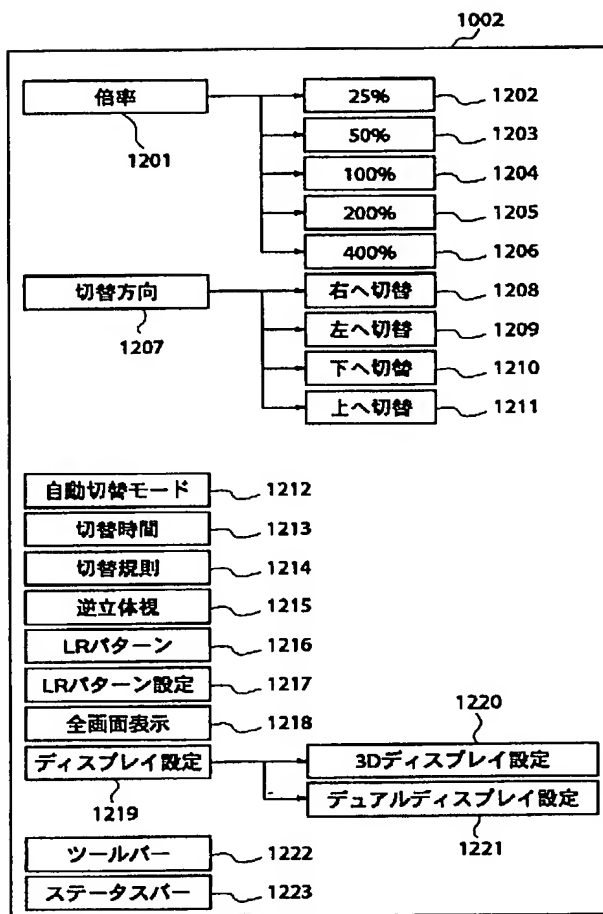 1002
倍率
1201
25%
1202
50%
1203
100%
1204
200%
1205
400%
1206
切替方向
1207
右へ切替
1208
左へ切替
1209
下へ切替
1210
上へ切替
1211
自動切替モード
1212
切替時間
1213
切替規則
1214
逆立体視
1215
LRパターン
1216
LRパターン設定
1217
全画面表示
1218
ディスプレイ設定
1219
1220
3Dディスプレイ設定
デュアルディスプレイ設定
1221
ツールバー
1222
ステータスバー
1223